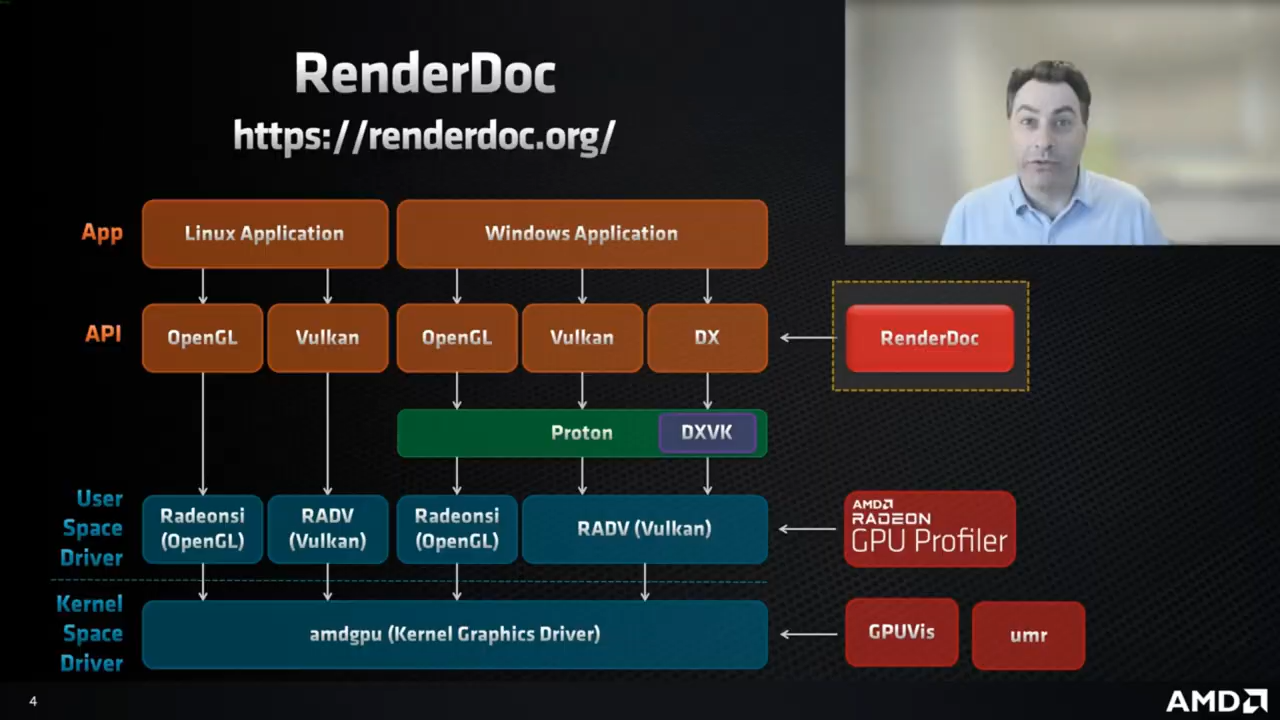 RenderDoc
https://renderdoc.org/
App
Linux Application
Windows Application
API
OpenGL
Vulkan
OpenGL
Vulkan
DX
RenderDoc
Proton
DXVK
User
Space
Driver
Radeonsi
(OpenGL)
RADV
(Vulkan)
Radeonsi
(OpenGL)
RADV (Vulkan)
AMD
RADEON
GPU Profiler
Kernel
Space
Driver
amdgpu (Kernel Graphics Driver)
GPUVis
umr
4
AMD